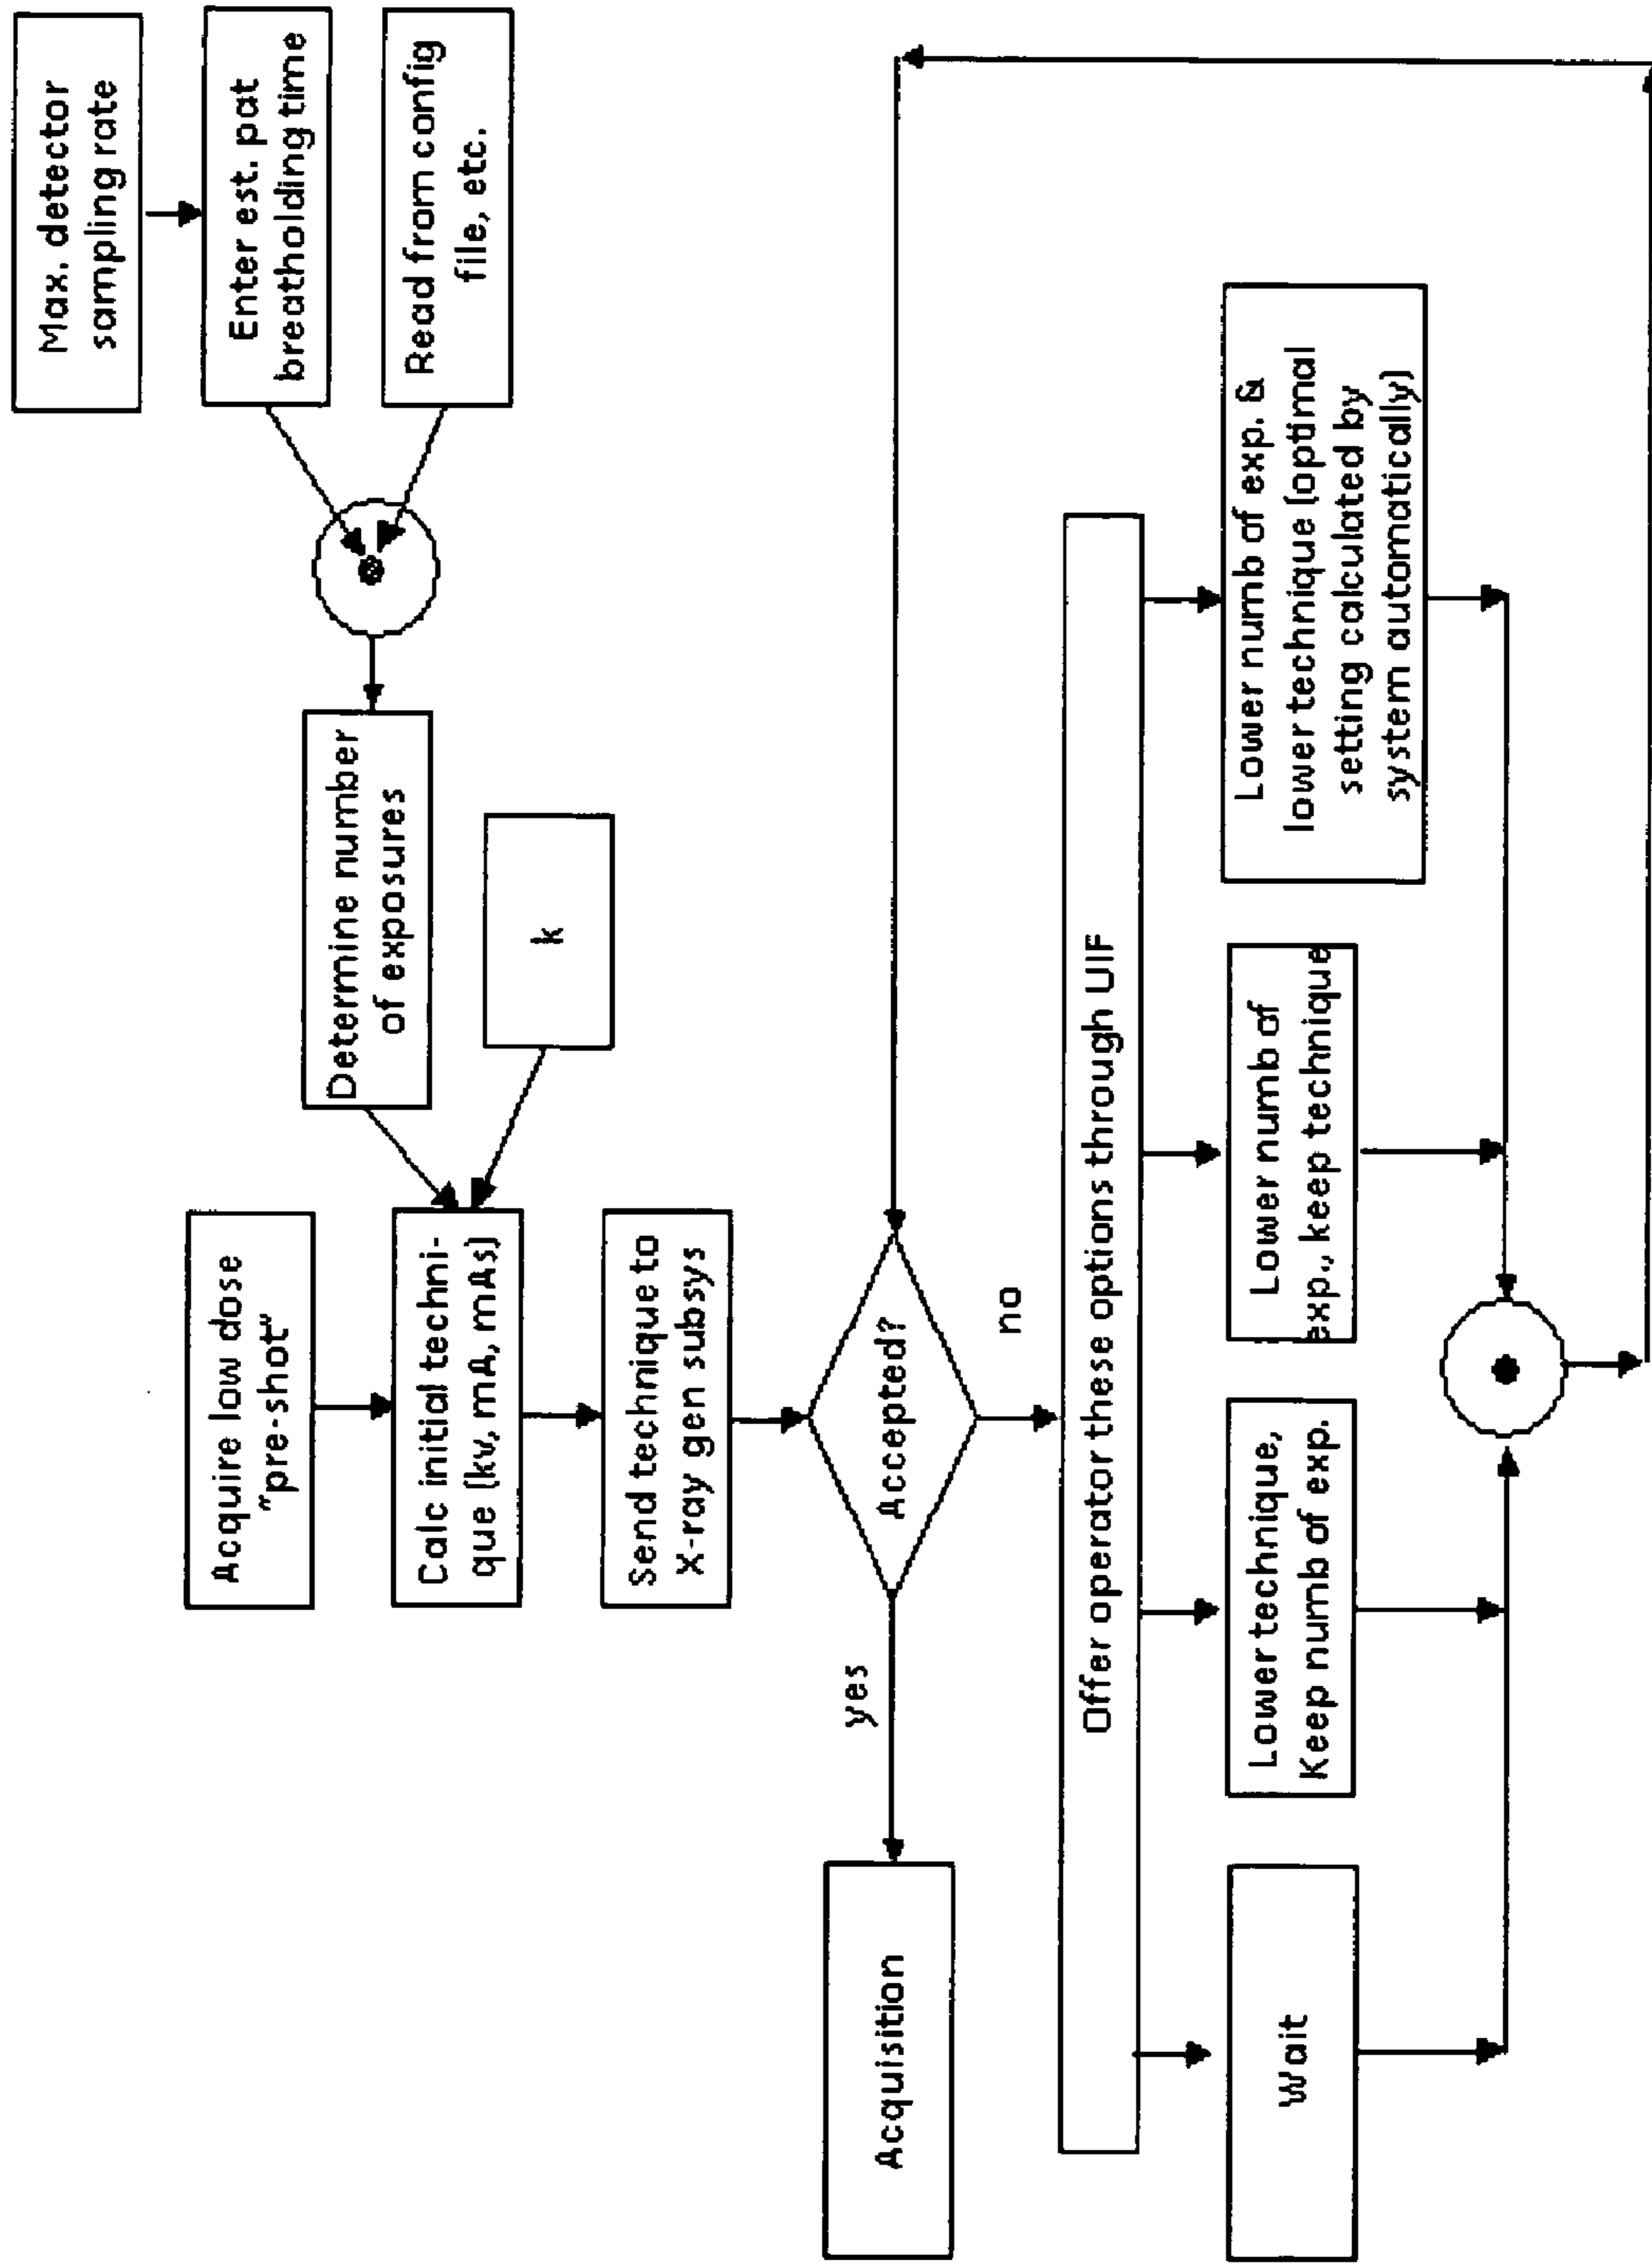 Max. detector
sampling rate
Enter est. pat
breatholding time
Read from config
file, etc.
Determine number
of exposures
k
Acquire low dose
"pre-shot"
Calc initial techni-
que (kv, mA, mAs)
Send technique to
X-ray gen subsys
Accepted?
yes
no
Acquisition
Offer operator these options through UIF
Wait
Lower technique,
Keep numb of exp.
Lower numb of
exp., keep technique
Lower numb of exp. &
lower technique (optimal
setting calculated by
system automatically)